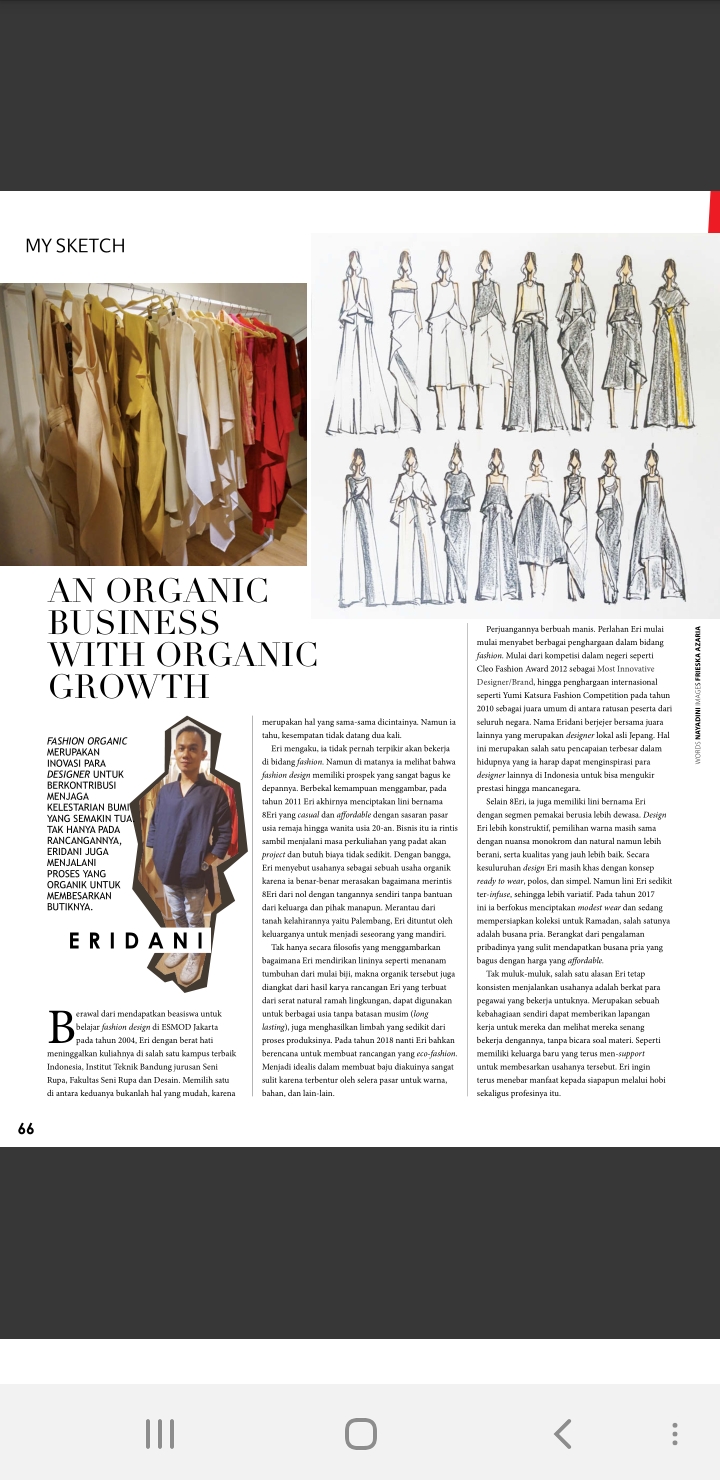 MY SKETCH
AN ORGANIC
BUSINESS
WITH ORGANIC
GROWTH
FASHION ORGANIC
MERUPAKAN
INOVASI PARA
DESIGNER UNTUK
BERKONTRIBUSI
MENJAGA
KELESTARIAN BUMI
YANG SEMAKIN TUA.
TAK HANYA PADA
RANCANGANNYA,
ERIDANI JUGA
MENJALANI
PROSES YANG
ORGANIK UNTUK
MEMBESARKAN
BUTIKNYA.
ERIDANI
Berawal dari mendapatkan beasiswa untuk
belajar fashion design di ESMOD Jakarta
pada tahun 2004, Eri dengan berat hati
meninggalkan kuliahnya di salah satu kampus terbaik
Indonesia, Institut Teknik Bandung jurusan Seni
Rupa, Fakultas Seni Rupa dan Desain. Memilih satu
di antara keduanya bukanlah hal yang mudah, karena
merupakan hal yang sama-sama dicintainya. Namun ia
tahu, kesempatan tidak datang dua kali.
Eri mengaku, ia tidak pernah terpikir akan bekerja
di bidang fashion. Namun di matanya ia melihat bahwa
fashion design memiliki prospek yang sangat bagus ke
depannya. Berbekal kemampuan menggambar, pada
tahun 2011 Eri akhirnya menciptakan lini bernama
8Eri yang casual dan affordable dengan sasaran pasar
usia remaja hingga wanita usia 20-an. Bisnis itu ia rintis
sambil menjalani masa perkuliahan yang padat akan
project dan butuh biaya tidak sedikit. Dengan bangga,
Eri menyebut usahanya sebagai sebuah usaha organik
karena ia benar-benar merasakan bagaimana merintis
8Eri dari nol dengan tangannya sendiri tanpa bantuan
dari keluarga dan pihak manapun. Merantau dari
tanah kelahirannya yaitu Palembang, Eri dituntut oleh
keluarganya untuk menjadi seseorang yang mandiri.
Tak hanya secara filosofis yang menggambarkan
bagaimana Eri mendirikan lininya seperti menanam
tumbuhan dari mulai biji, makna organik tersebut juga
diangkat dari hasil karya rancangan Eri yang terbuat
dari serat natural ramah lingkungan, dapat digunakan
untuk berbagai usia tanpa batasan musim (long
lasting), juga menghasilkan limbah yang sedikit dari
proses produksinya. Pada tahun 2018 nanti Eri bahkan
berencana untuk membuat rancangan yang eco-fashion.
Menjadi idealis dalam membuat baju diakuinya sangat
sulit karena terbentur oleh selera pasar untuk warna,
bahan, dan lain-lain.
Perjuangannya berbuah manis. Perlahan Eri mulai
mulai menyabet berbagai penghargaan dalam bidang
fashion. Mulai dari kompetisi dalam negeri seperti
Cleo Fashion Award 2012 sebagai Most Innovative
Designer/Brand, hingga penghargaan internasional
seperti Yumi Katsura Fashion Competition pada tahun
2010 sebagai juara umum di antara ratusan peserta dari
seluruh negara. Nama Eridani berjejer bersama juara
lainnya yang merupakan designer lokal asli Jepang. Hal
ini merupakan salah satu pencapaian terbesar dalam
hidupnya yang ia harap dapat menginspirasi para
designer lainnya di Indonesia untuk bisa mengukir
prestasi hingga mancanegara.
Selain 8Eri, ia juga memiliki lini bernama Eri
dengan segmen pemakai berusia lebih dewasa. Design
Eri lebih konstruktif, pemilihan warna masih sama
dengan nuansa monokrom dan natural namun lebih
berani, serta kualitas yang jauh lebih baik. Secara
kesuluruhan design Eri masih khas dengan konsep
ready to wear, polos, dan simpel. Namun lini Eri sedikit
ter-infuse, sehingga lebih variatif. Pada tahun 2017
ini ia berfokus menciptakan modest wear dan sedang
mempersiapkan koleksi untuk Ramadan, salah satunya
adalah busana pria. Berangkat dari pengalaman
pribadinya yang sulit mendapatkan busana pria yang
bagus dengan harga yang affordable.
Tak muluk-muluk, salah satu alasan Eri tetap
konsisten menjalankan usahanya adalah berkat para
pegawai yang bekerja untuknya. Merupakan sebuah
kebahagiaan sendiri dapat memberikan lapangan
kerja untuk mereka dan melihat mereka senang
bekerja dengannya, tanpa bicara soal materi. Seperti
memiliki keluarga baru yang terus men-support
untuk membesarkan usahanya tersebut. Eri ingin
terus menebar manfaat kepada siapapun melalui hobi
sekaligus profesinya itu.
WORDS NAYADINI IMAGES FRIESKA AZARIA
66